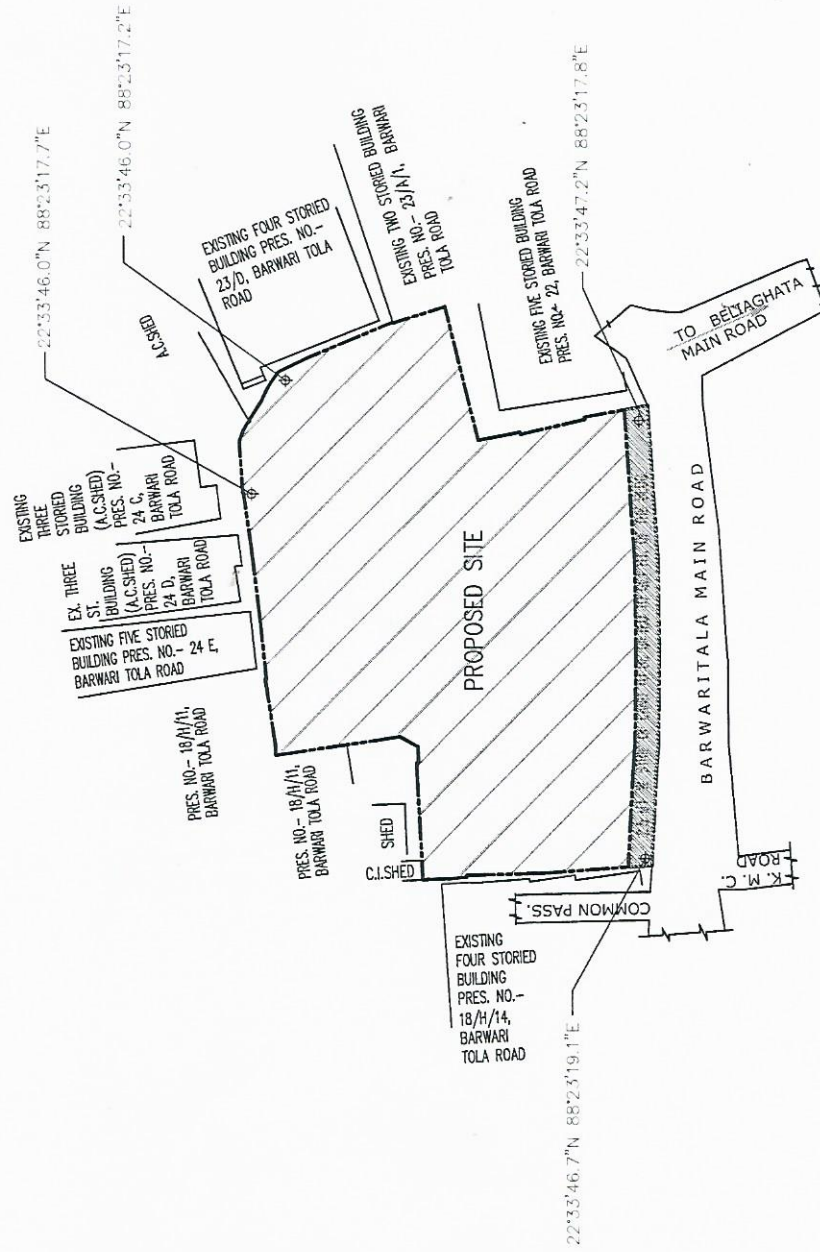 22°33'46.0"N 88°23'17.7"E
22°33'46.0"N 88°23'17.2"E
EXISTING
THREE
STORIED
BUILDING
(A.C.SHED)
PRES. NO.-
24 C,
BARWARI
TOLA ROAD
EX. THREE
ST.
BUILDING
(A.C.SHED)
PRES. NO.-
24 D,
BARWARI
TOLA ROAD
EXISTING FIVE STORIED
BUILDING PRES. NO.- 24 E,
BARWARI TOLA ROAD
A.C.SHED
EXISTING FOUR STORIED
BUILDING PRES. NO.-
23/D, BARWARI TOLA
ROAD
EXISTING TWO STORIED BUILDING
PRES. NO.- 23/A/1, BARWARI
TOLA ROAD
EXISTING FIVE STORIED BUILDING
PRES. NO.- 22, BARWARI TOLA ROAD
22°33'47.2"N 88°23'17.8"E
PRES. NO.- 18/H/11,
BARWARI TOLA ROAD
PRES. NO.- 18/H/11,
BARWARI TOLA ROAD
SHED
C.I.SHED
PROPOSED SITE
TO BELIAGHATA
MAIN ROAD
BARWARITALA MAIN ROAD
K. M. C.
ROAD
COMMON PASS.
EXISTING
FOUR STORIED
BUILDING
PRES. NO.-
18/H/14,
BARWARI
TOLA ROAD
22°33'46.7"N 88°23'19.1"E